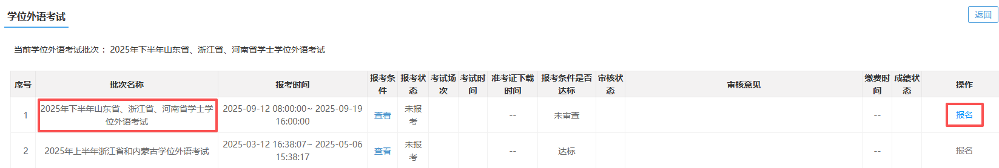 学位外语考试
返回
当前学位外语考试批次： 2025年下半年山东省、浙江省、河南省学士学位外语考试
序号 批次名称 报考时间 报考条件 报考状态 考试场次 考试时间 准考证下载时间 报考条件是否达标 审核状态 审核意见 缴费时间 成绩状态 操作
1 2025年下半年山东省、浙江省、河南省学士学位外语考试 2025-09-12 08:00:00~ 2025-09-19 16:00:00 查看 未报考 -- 未审查 -- 报名
2 2025年上半年浙江省和内蒙古学位外语考试 2025-03-12 16:38:07~ 2025-05-06 15:38:17 查看 未报考 -- 达标 -- 报名